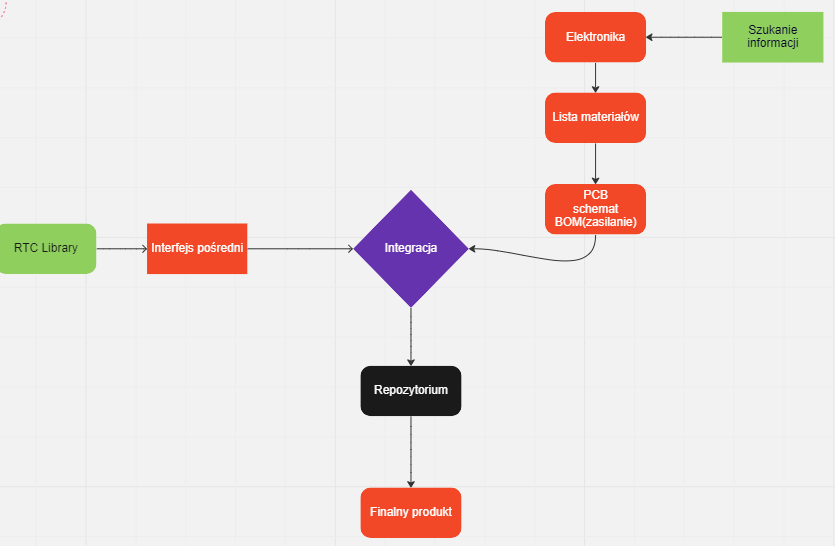 Elektronika
Szukanie
informacji
Lista materiałów
PCB
schemat
BOM(zasilanie)
RTC Library
Interfejs pośredni
Integracja
Repozytorium
Finalny produkt